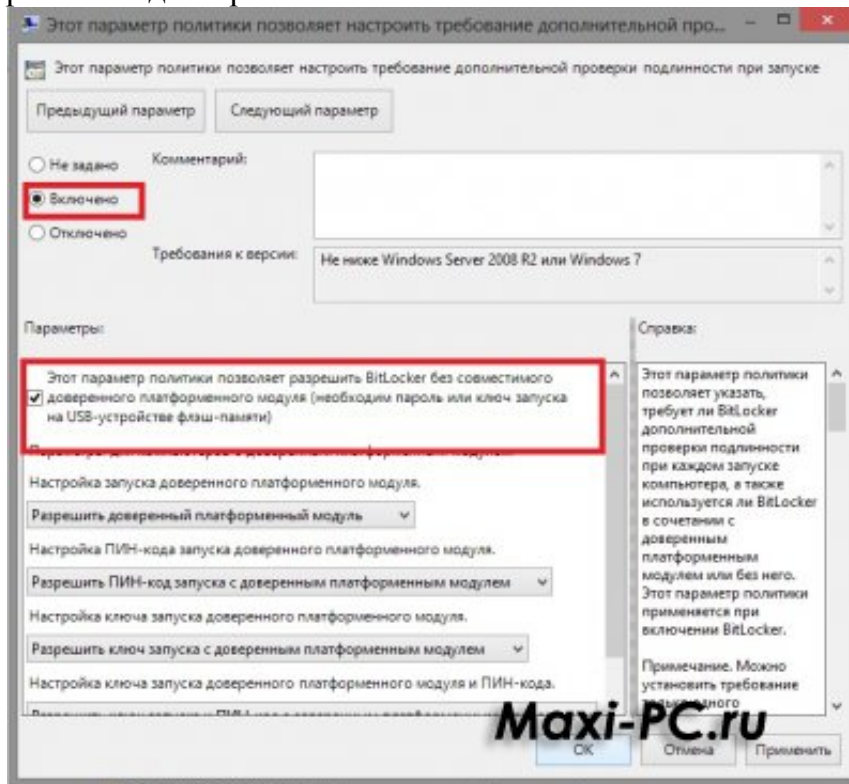 Этот параметр политики позволяет настроить требование дополнительной про...
Этот параметр политики позволяет настроить требование дополнительной проверки подлинности при запуске
Предыдущий параметр
Следующий параметр
Не задано
Комментарий:
Включено
Отключено
Требования к версии:
Не ниже Windows Server 2008 R2 или Windows 7
Параметры:
Справка:
Этот параметр политики позволяет разрешить BitLocker без совместимого
доверенного платформенного модуля (необходим пароль или ключ запуска
на USB-устройстве флэш-памяти)
Настройка запуска доверенного платформенного модуля.
Разрешить доверенный платформенный модуль
Настройка ПИН-кода запуска доверенного платформенного модуля.
Разрешить ПИН-код запуска с доверенным платформенным модулем
Настройка ключа запуска доверенного платформенного модуля.
Разрешить ключ запуска с доверенным платформенным модулем
Настройка ключа запуска доверенного платформенного модуля и ПИН-кода.
Этот параметр политики
позволяет указать,
требует ли BitLocker
дополнительной
проверки подлинности
при каждом запуске
компьютера, а также
используется ли BitLocker
в сочетании с
доверенным
платформенным
модулем или без него.
Этот параметр политики
применяется при
включении BitLocker.
Примечание. Можно
установить требование
только одного
Maxi-PC.ru
ОК
Отмена
Применить